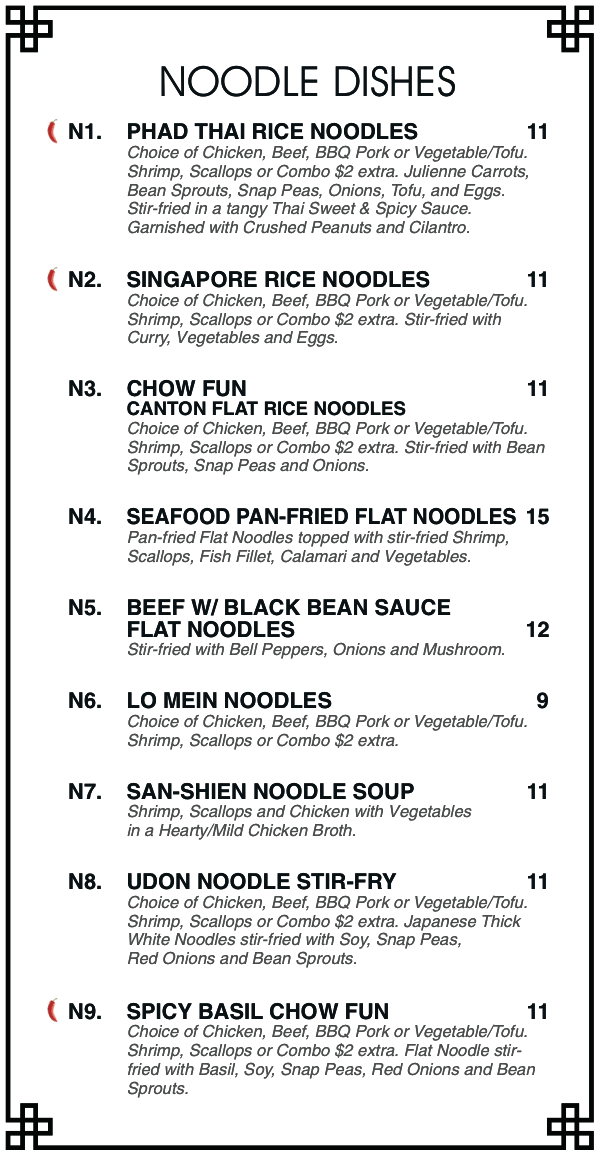 NOODLE DISHES
N1. PHAD THAI RICE NOODLES 11
Choice of Chicken, Beef, BBQ Pork or Vegetable/Tofu.
Shrimp, Scallops or Combo $2 extra. Julienne Carrots,
Bean Sprouts, Snap Peas, Onions, Tofu, and Eggs.
Stir-fried in a tangy Thai Sweet & Spicy Sauce.
Garnished with Crushed Peanuts and Cilantro.
N2. SINGAPORE RICE NOODLES 11
Choice of Chicken, Beef, BBQ Pork or Vegetable/Tofu.
Shrimp, Scallops or Combo $2 extra. Stir-fried with
Curry, Vegetables and Eggs.
N3. CHOW FUN 11
CANTON FLAT RICE NOODLES
Choice of Chicken, Beef, BBQ Pork or Vegetable/Tofu.
Shrimp, Scallops or Combo $2 extra. Stir-fried with Bean
Sprouts, Snap Peas and Onions.
N4. SEAFOOD PAN-FRIED FLAT NOODLES 15
Pan-fried Flat Noodles topped with stir-fried Shrimp,
Scallops, Fish Fillet, Calamari and Vegetables.
N5. BEEF W/ BLACK BEAN SAUCE
FLAT NOODLES 12
Stir-fried with Bell Peppers, Onions and Mushroom.
N6. LO MEIN NOODLES 9
Choice of Chicken, Beef, BBQ Pork or Vegetable/Tofu.
Shrimp, Scallops or Combo $2 extra.
N7. SAN-SHIEN NOODLE SOUP 11
Shrimp, Scallops and Chicken with Vegetables
in a Hearty/Mild Chicken Broth.
N8. UDON NOODLE STIR-FRY 11
Choice of Chicken, Beef, BBQ Pork or Vegetable/Tofu.
Shrimp, Scallops or Combo $2 extra. Japanese Thick
White Noodles stir-fried with Soy, Snap Peas,
Red Onions and Bean Sprouts.
N9. SPICY BASIL CHOW FUN 11
Choice of Chicken, Beef, BBQ Pork or Vegetable/Tofu.
Shrimp, Scallops or Combo $2 extra. Flat Noodle stir-
fried with Basil, Soy, Snap Peas, Red Onions and Bean
Sprouts.